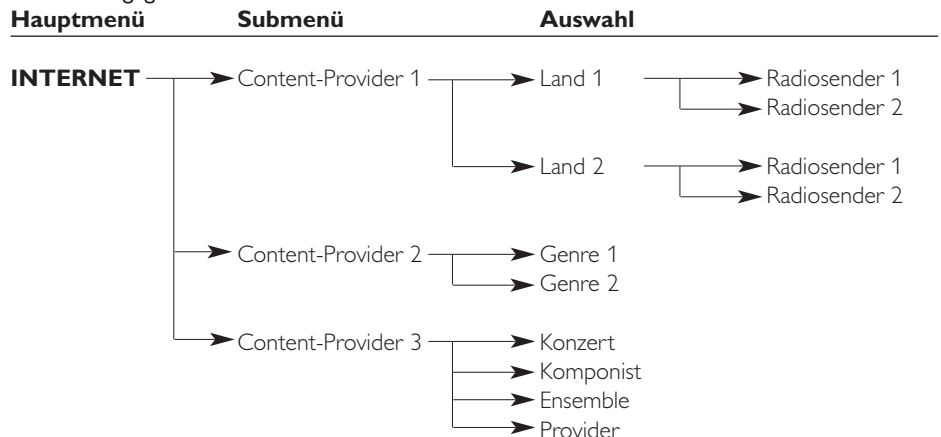 Hauptmenü Submenü Auswahl
INTERNET Content-Provider 1 Land 1 Radiosender 1
Radiosender 2
Land 2 Radiosender 1
Radiosender 2
Content-Provider 2 Genre 1
Genre 2
Content-Provider 3 Konzert
Komponist
Ensemble
Provider